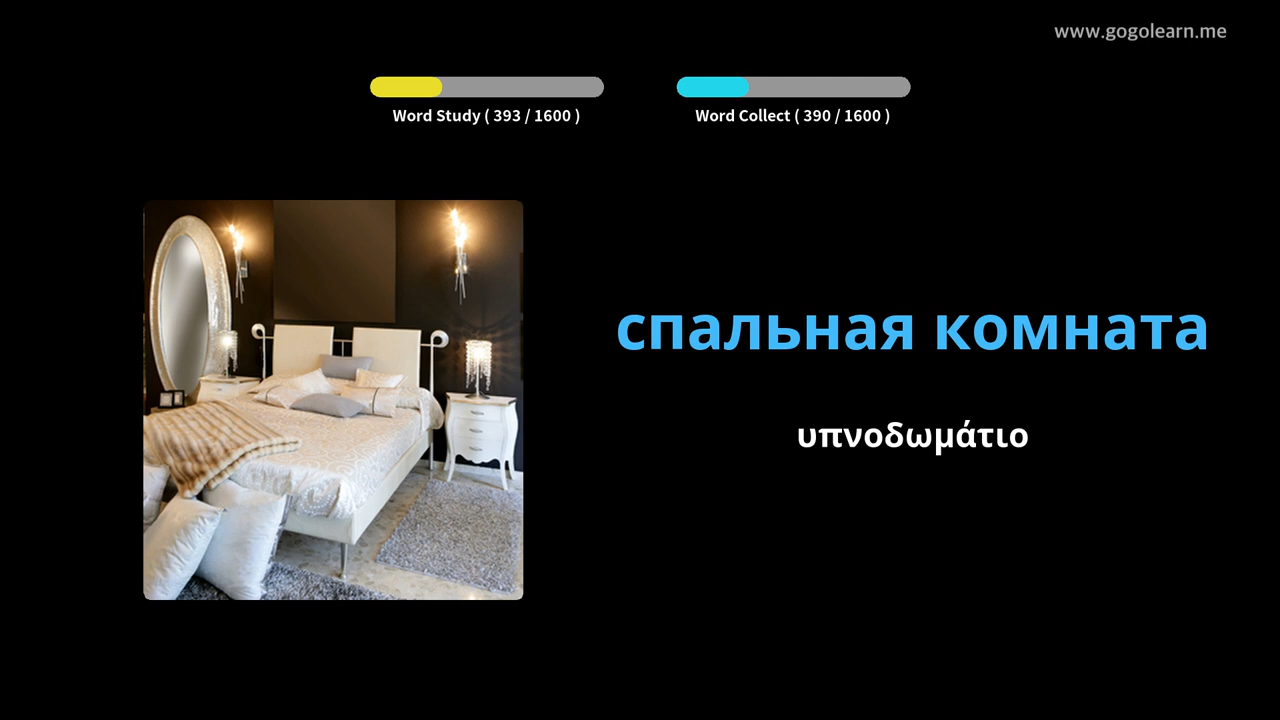 www.gogolearn.me
Word Study ( 393 / 1600 )
Word Collect ( 390 / 1600 )
спальная комната
υπνοδωμάτιο